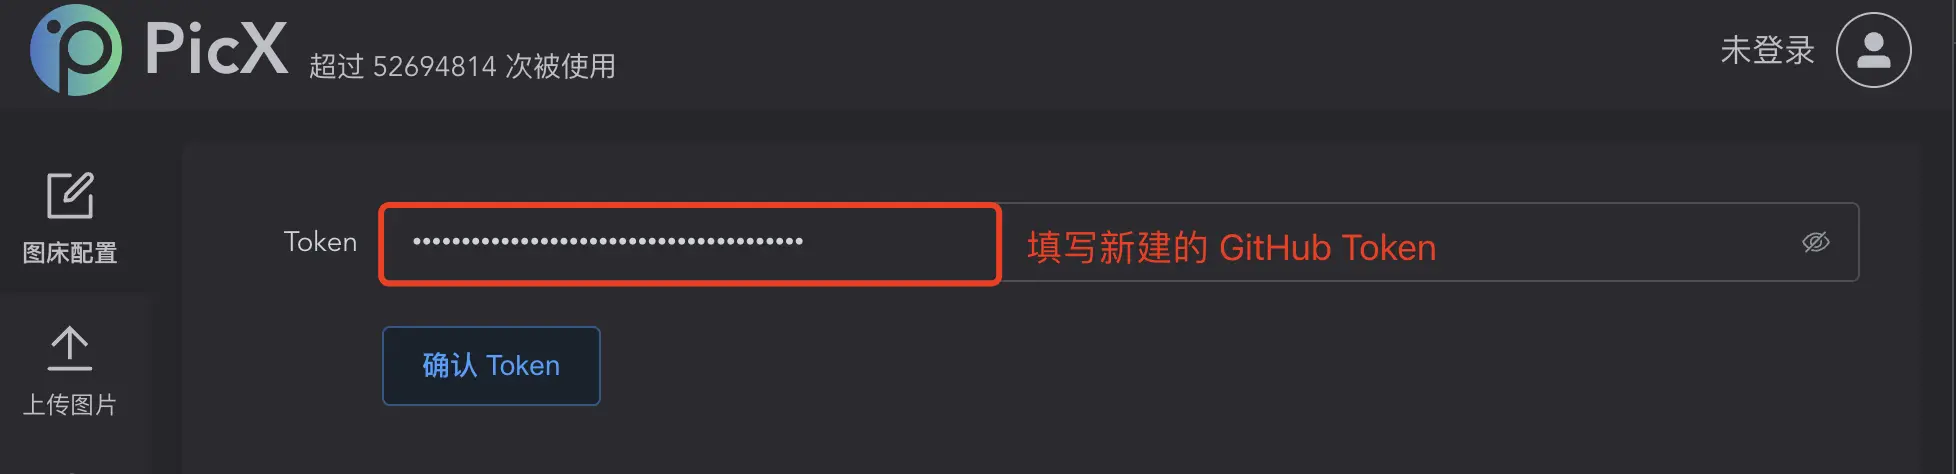 PicX 超过 52694814 次被使用
未登录
图床配置
Token
填写新建的 GitHub Token
确认 Token
上传图片